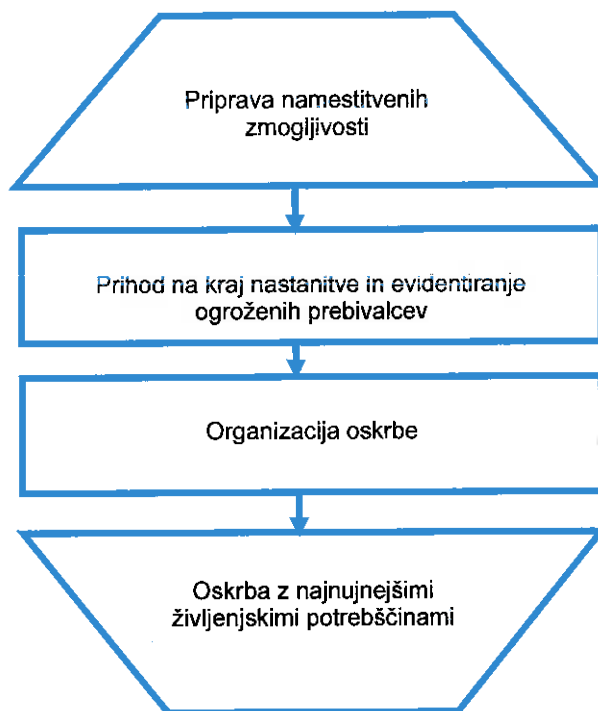 Priprava namestitvenih
zmogljivosti
Prihod na kraj nastanitve in evidentiranje
ogroženih prebivalcev
Organizacija oskrbe
Oskrba z najnujnejšimi
življenjskimi potrebščinami